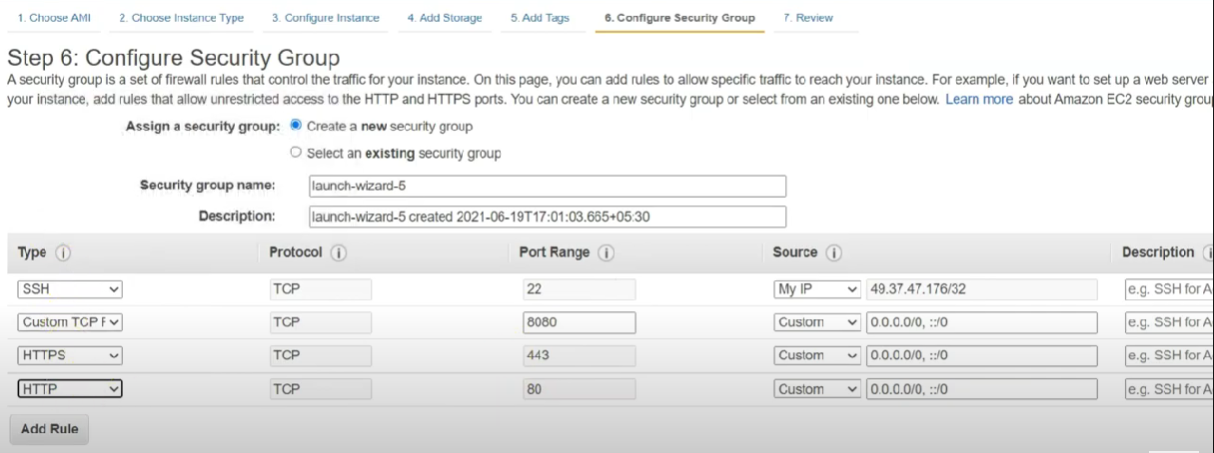 1. Choose AMI 2. Choose Instance Type 3. Configure Instance 4. Add Storage 5. Add Tags 6. Configure Security Group 7. Review
Step 6: Configure Security Group
A security group is a set of firewall rules that control the traffic for your instance. On this page, you can add rules to allow specific traffic to reach your instance. For example, if you want to set up a web server
your instance, add rules that allow unrestricted access to the HTTP and HTTPS ports. You can create a new security group or select from an existing one below. Learn more about Amazon EC2 security grou
Assign a security group: Create a new security group
Select an existing security group
Security group name: launch-wizard-5
Description: launch-wizard-5 created 2021-06-19T17:01:03.665+05:30
Type Protocol Port Range Source Description
SSH TCP 22 My IP 49.37.47.176/32 e.g. SSH for A
Custom TCP F TCP 8080 Custom 0.0.0.0/0, ::/0 e.g. SSH for A
HTTPS TCP 443 Custom 0.0.0.0/0, ::/0 e.g. SSH for A
HTTP TCP 80 Custom 0.0.0.0/0, ::/0 e.g. SSH for A
Add Rule